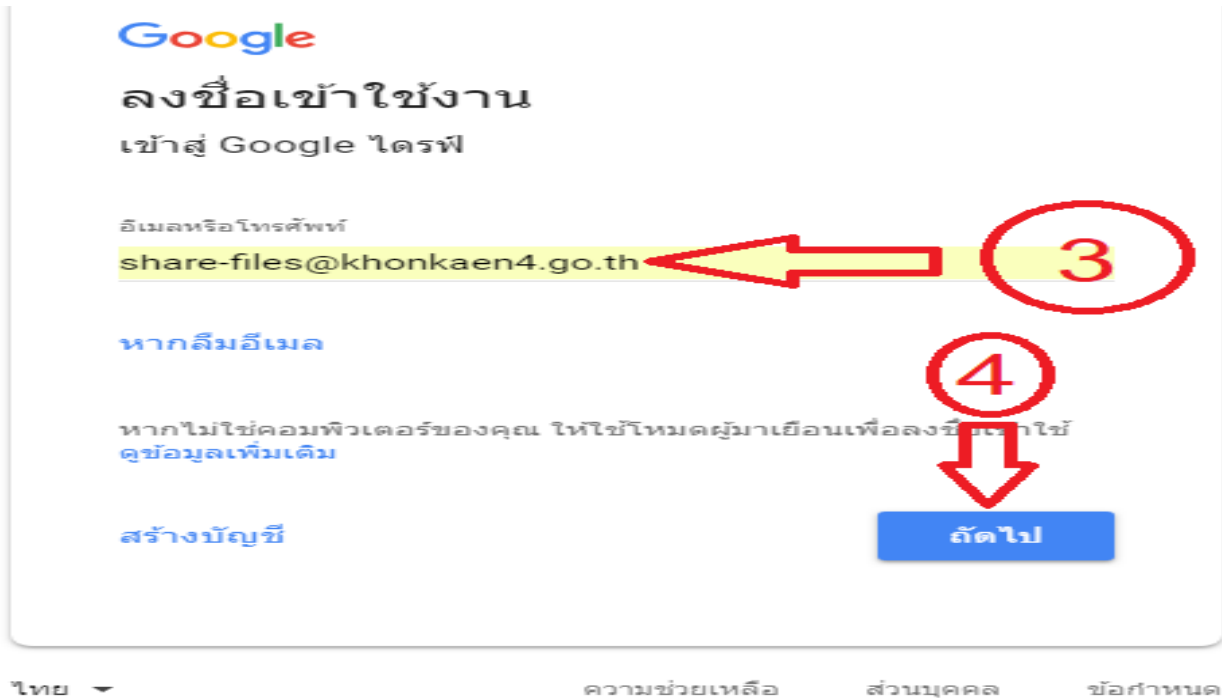 Google
ลงชื่อเข้าใช้งาน
เข้าสู่ Google ไดรฟ์
อีเมลหรือโทรศัพท์
share-files@khonkaen4.go.th
3
หากลืมอีเมล
4
หากไม่ใช่คอมพิวเตอร์ของคุณ ให้ใช้โหมดผู้มาเยือนเพื่อลงชื่อเข้าใช้
ดูข้อมูลเพิ่มเติม
สร้างบัญชี
ถัดไป
ไทย
ความช่วยเหลือ
ส่วนบุคคล
ข้อกำหนด